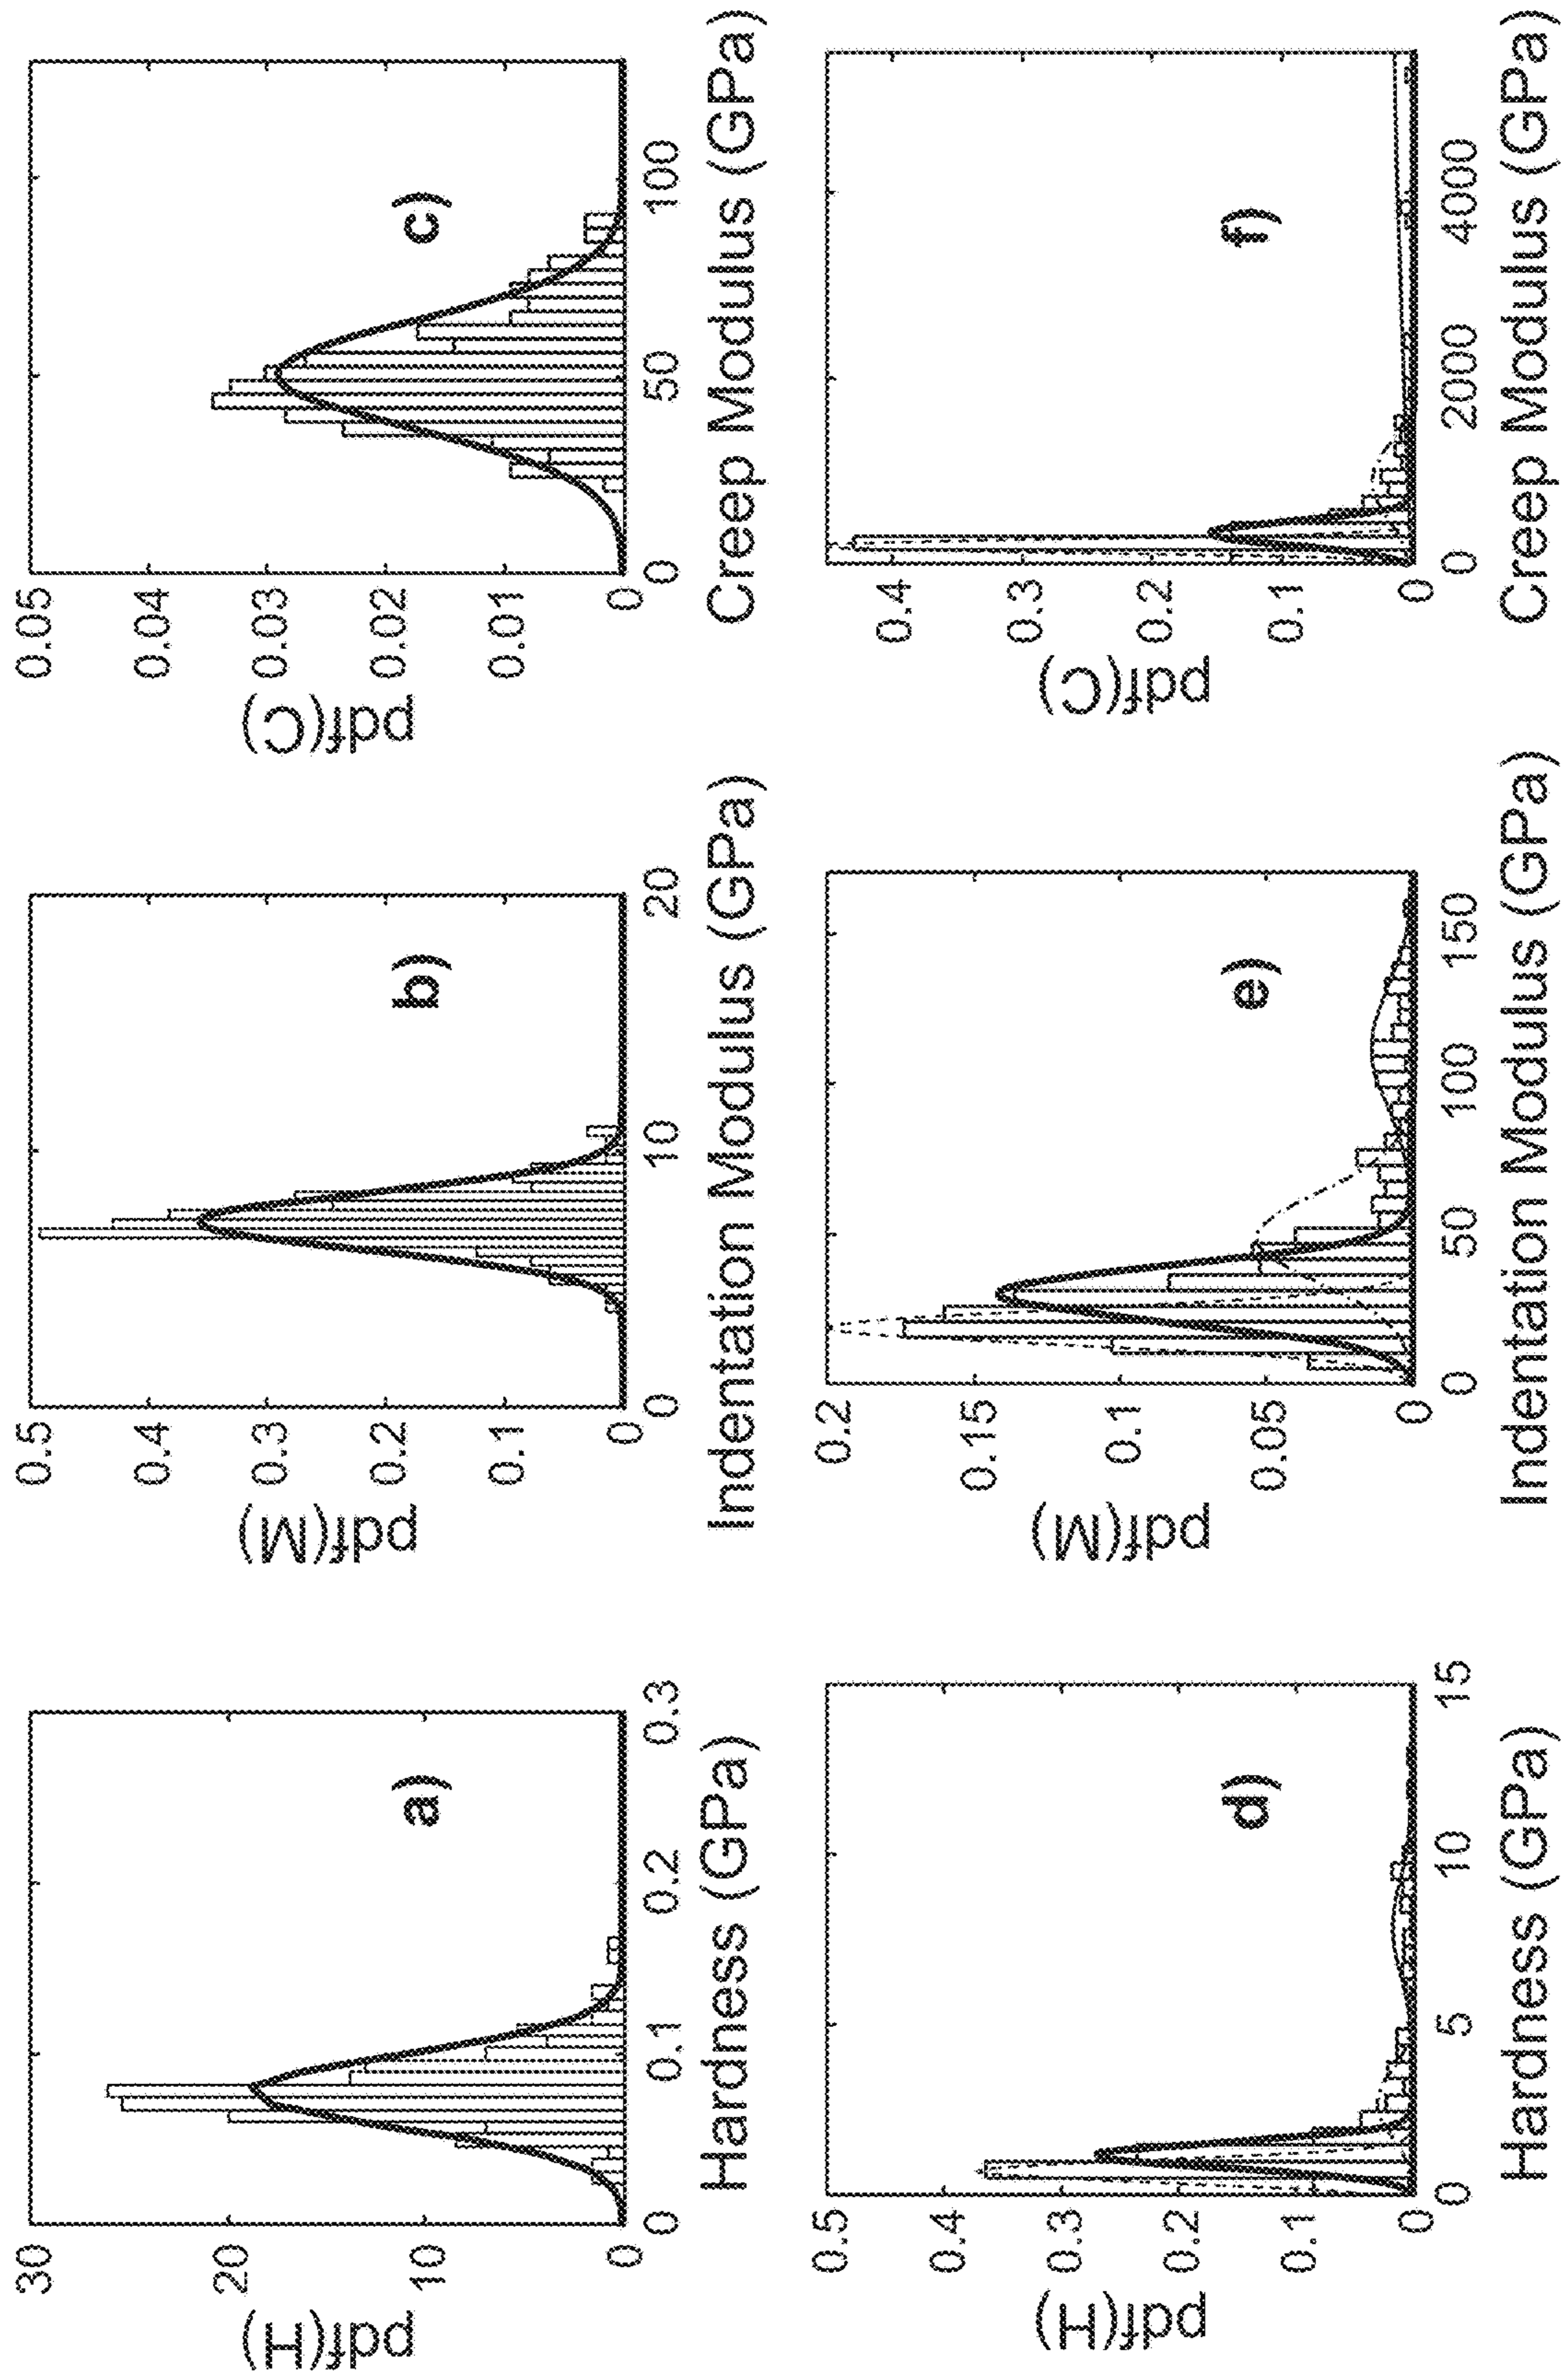 30
20
10
0
pdf(H)
0
0.1
0.2
0.3
Hardness (GPa)
a)
0.5
0.4
0.3
0.2
0.1
0
pdf(M)
0
10
20
Indentation Modulus (GPa)
b)
0.05
0.04
0.03
0.02
0.01
0
pdf(C)
0
50
100
Creep Modulus (GPa)
c)
0.5
0.4
0.3
0.2
0.1
0
pdf(H)
0
5
10
15
Hardness (GPa)
d)
0.2
0.15
0.1
0.05
0
pdf(M)
0
50
100
150
Indentation Modulus (GPa)
e)
0.4
0.3
0.2
0.1
0
pdf(C)
0
2000
4000
Creep Modulus (GPa)
f)